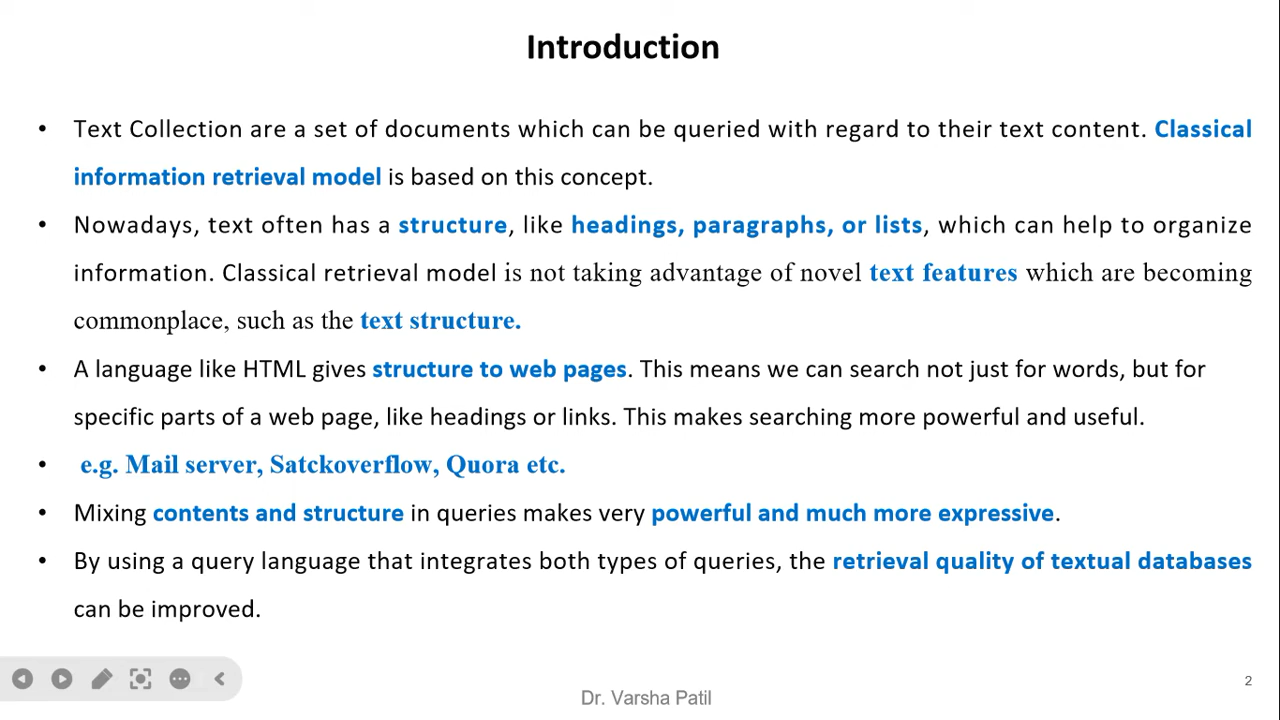 Introduction
• Text Collection are a set of documents which can be queried with regard to their text content. Classical
information retrieval model is based on this concept.
• Nowadays, text often has a structure, like headings, paragraphs, or lists, which can help to organize
information. Classical retrieval model is not taking advantage of novel text features which are becoming
commonplace, such as the text structure.
• A language like HTML gives structure to web pages. This means we can search not just for words, but for
specific parts of a web page, like headings or links. This makes searching more powerful and useful.
• e.g. Mail server, Satckoverflow, Quora etc.
• Mixing contents and structure in queries makes very powerful and much more expressive.
• By using a query language that integrates both types of queries, the retrieval quality of textual databases
can be improved.
2
Dr. Varsha Patil